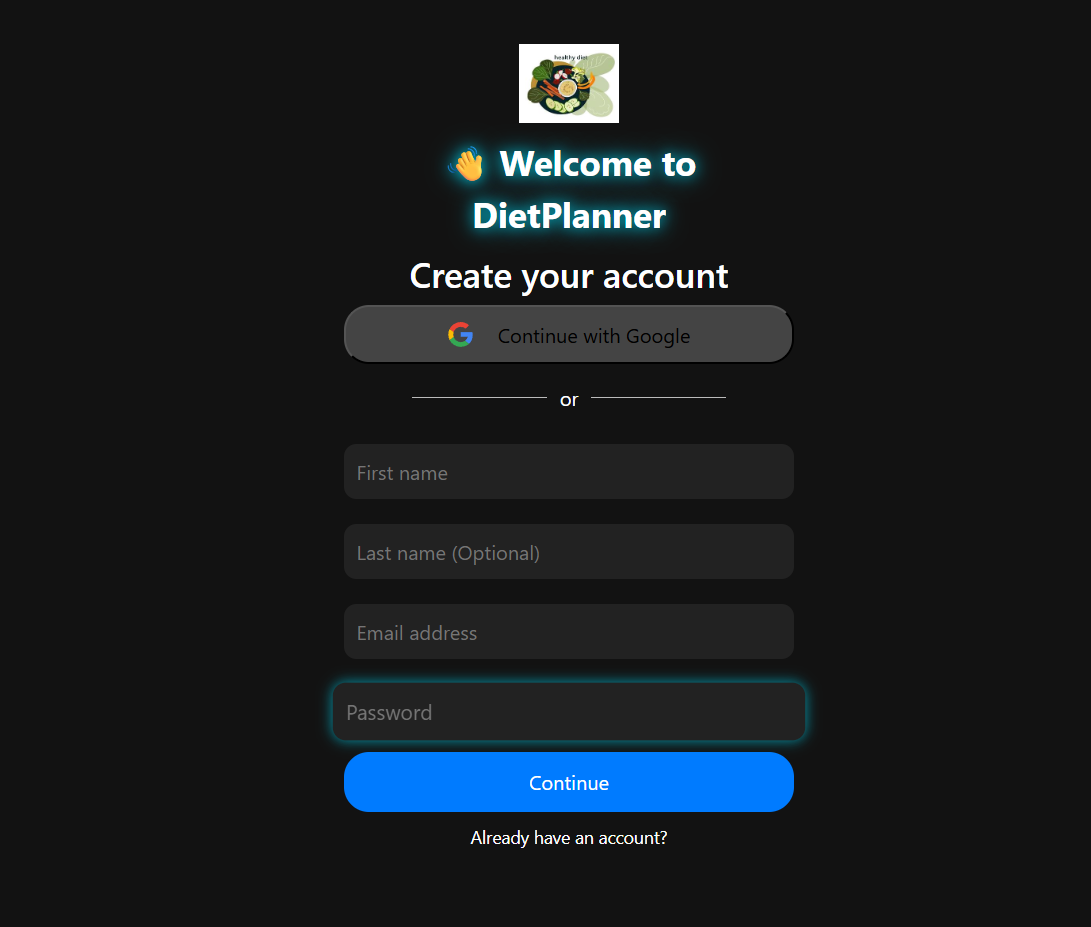 healthy diet
👋 Welcome to
DietPlanner
Create your account
Continue with Google
or
First name
Last name (Optional)
Email address
Password
Continue
Already have an account?